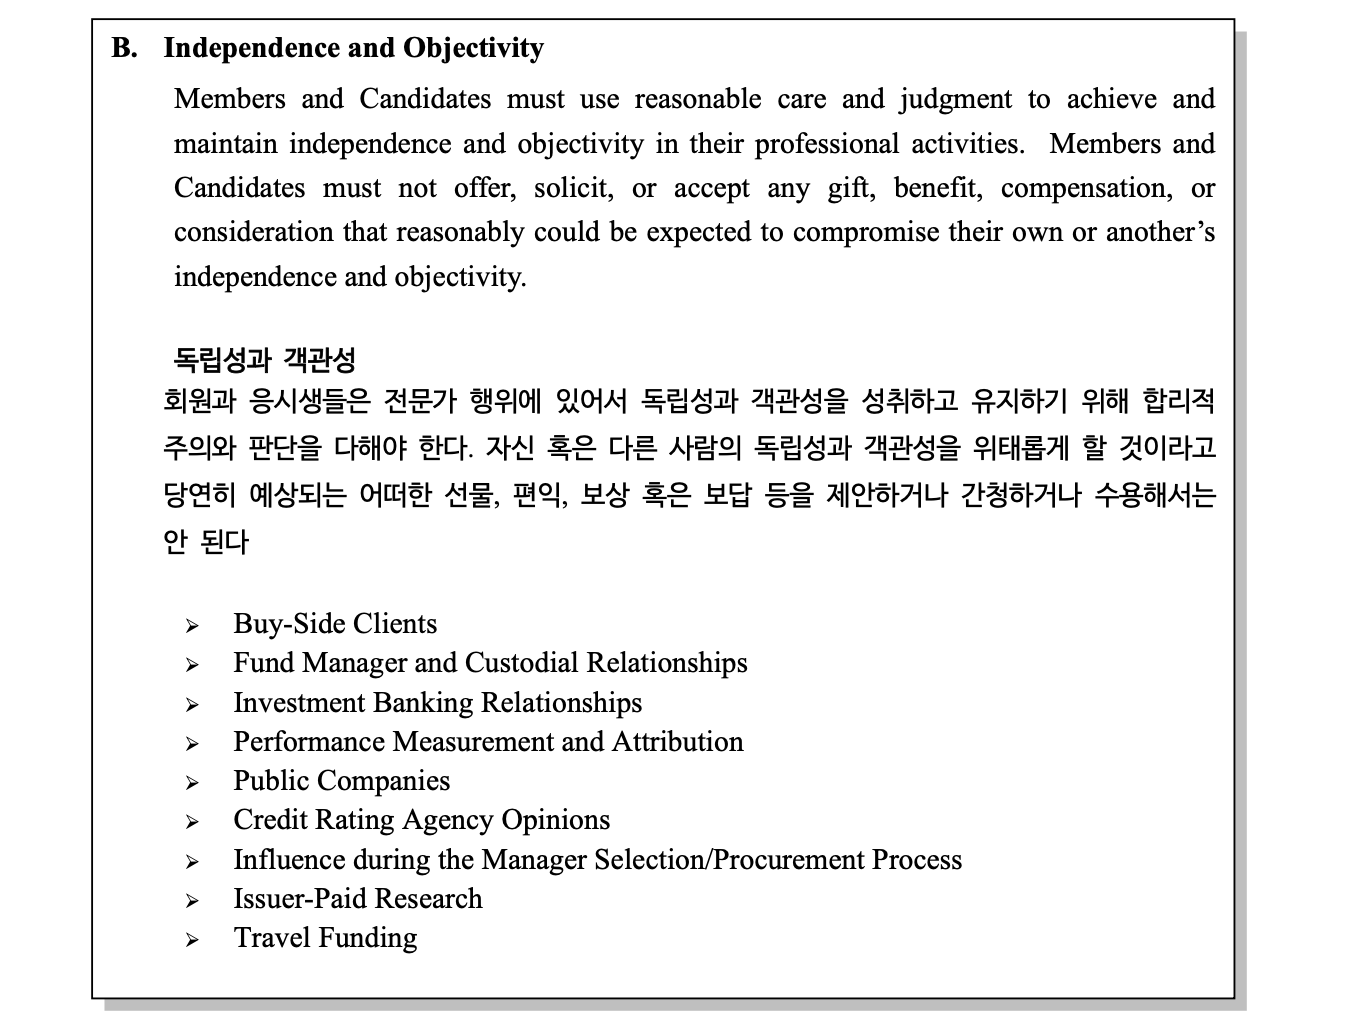 B. Independence and Objectivity
Members and Candidates must use reasonable care and judgment to achieve and
maintain independence and objectivity in their professional activities. Members and
Candidates must not offer, solicit, or accept any gift, benefit, compensation, or
consideration that reasonably could be expected to compromise their own or another’s
independence and objectivity.
독립성과 객관성
회원과 응시생들은 전문가 행위에 있어서 독립성과 객관성을 성취하고 유지하기 위해 합리적
주의와 판단을 다해야 한다. 자신 혹은 다른 사람의 독립성과 객관성을 위태롭게 할 것이라고
당연히 예상되는 어떠한 선물, 편익, 보상 혹은 보답 등을 제안하거나 간청하거나 수용해서는
안 된다
➢ Buy-Side Clients
➢ Fund Manager and Custodial Relationships
➢ Investment Banking Relationships
➢ Performance Measurement and Attribution
➢ Public Companies
➢ Credit Rating Agency Opinions
➢ Influence during the Manager Selection/Procurement Process
➢ Issuer-Paid Research
➢ Travel Funding